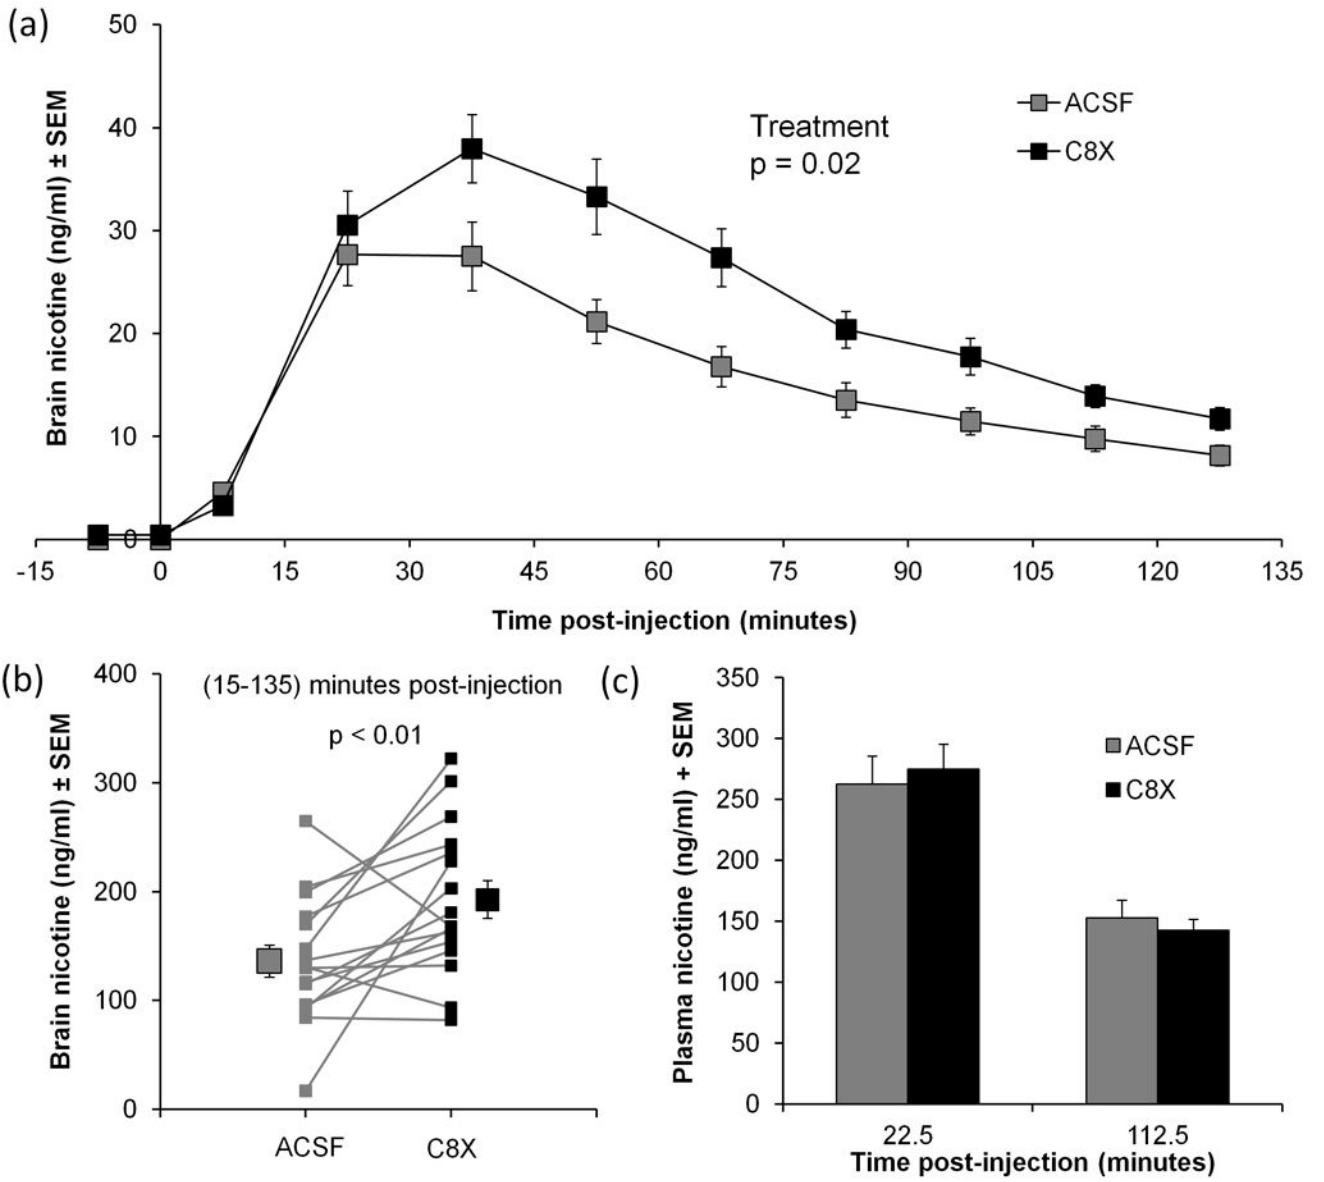 (a)
50
40
30
20
10
0
Brain nicotine (ng/ml) ± SEM
Treatment
p = 0.02
ACSF
C8X
-15 0 15 30 45 60 75 90 105 120 135
Time post-injection (minutes)
(b)
400
300
200
100
0
Brain nicotine (ng/ml) ± SEM
(15-135) minutes post-injection
p < 0.01
ACSF C8X
(c)
350
300
250
200
150
100
50
0
Plasma nicotine (ng/ml) + SEM
ACSF
C8X
22.5 112.5
Time post-injection (minutes)